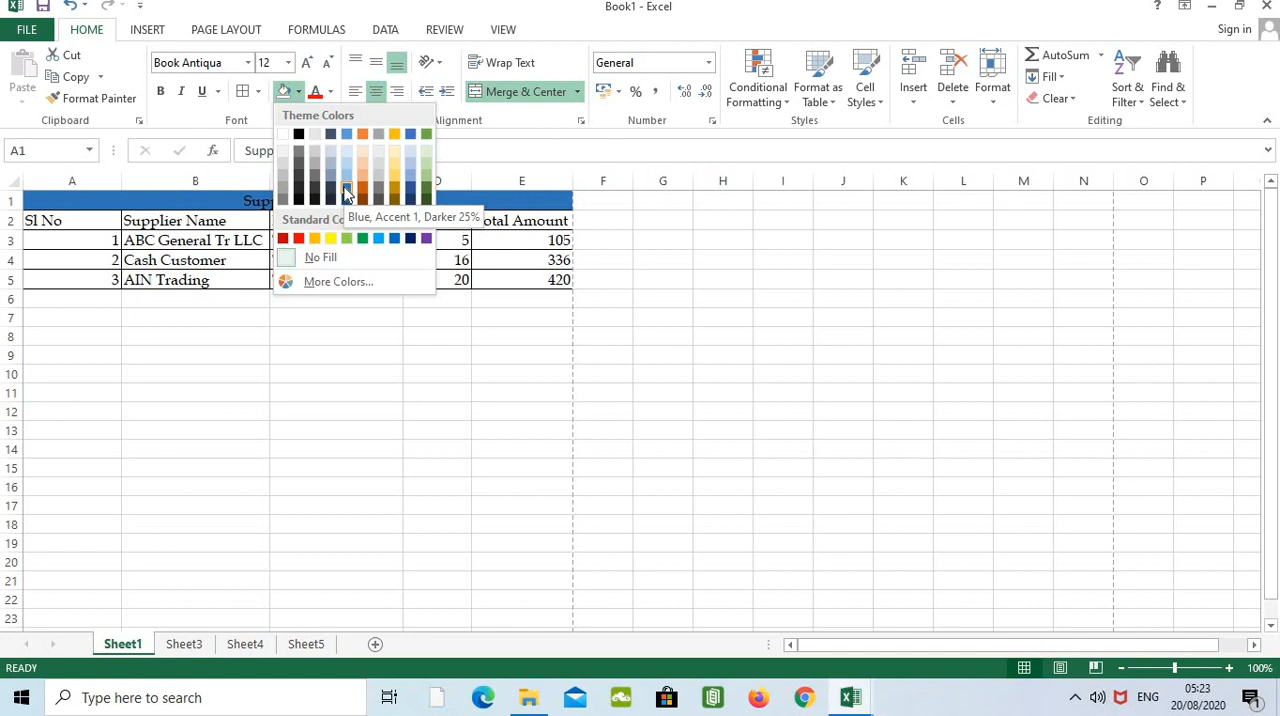 Book1 - Excel
?
FILE HOME INSERT PAGE LAYOUT FORMULAS DATA REVIEW VIEW Sign in
Paste
Cut
Copy
Format Painter
Clipboard
Book Antiqua 12
B I U
Font
Wrap Text
Merge & Center
Alignment
General
%
Number
Conditional Formatting
Format as Table
Cell Styles
Styles
Insert
Delete
Format
Cells
AutoSum
Fill
Clear
Sort & Filter
Find & Select
Editing
Theme Colors
Blue, Accent 1, Darker 25%
No Fill
More Colors...
A1 fx
A B E F G H I J K L M N O P
1
2 Sl No Supplier Name Total Amount
3 1 ABC General Tr LLC 5 105
4 2 Cash Customer 16 336
5 3 AIN Trading 20 420
6
7
8
9
10
11
12
13
14
15
16
17
18
19
20
21
22
23
Sheet1 Sheet3 Sheet4 Sheet5
READY 100%
Type here to search
ENG
05:23
20/08/2020